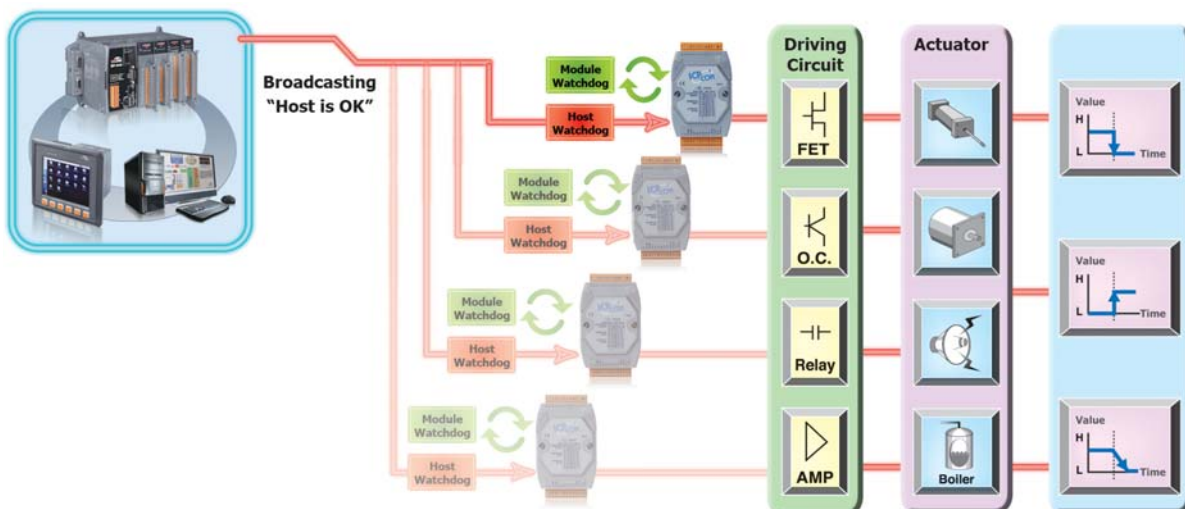 Broadcasting
“Host is OK”
Module
Watchdog
Host
Watchdog
Module
Watchdog
Host
Watchdog
Module
Watchdog
Host
Watchdog
Module
Watchdog
Host
Watchdog
Driving
Circuit
FET
O.C.
Relay
AMP
Actuator
Boiler
Value
H
L
Time
Value
H
L
Time
Value
H
L
Time